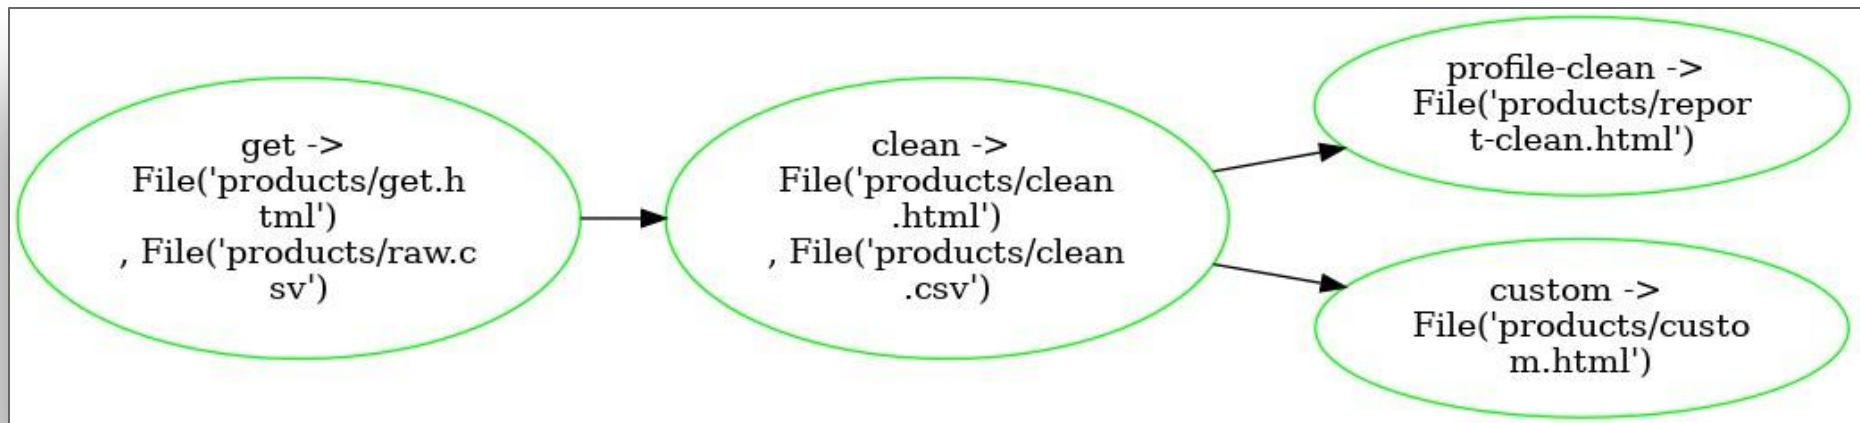 get ->
File('products/get.h
tml')
, File('products/raw.c
sv')
clean ->
File('products/clean
.html')
, File('products/clean
.csv')
profile-clean ->
File('products/repor
t-clean.html')
custom ->
File('products/custo
m.html')